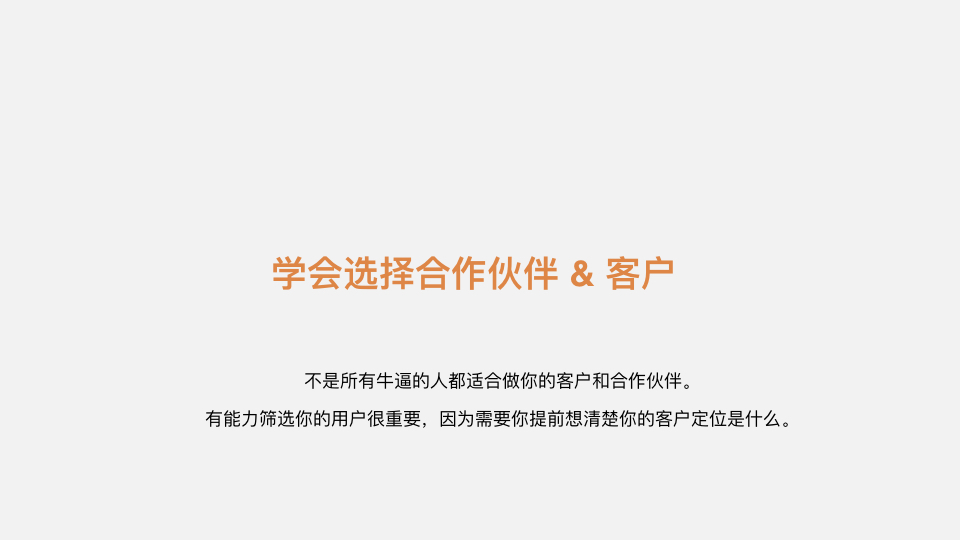 学会选择合作伙伴 & 客户
不是所有牛逼的人都适合做你的客户和合作伙伴。
有能力筛选你的用户很重要，因为需要你提前想清楚你的客户定位是什么。